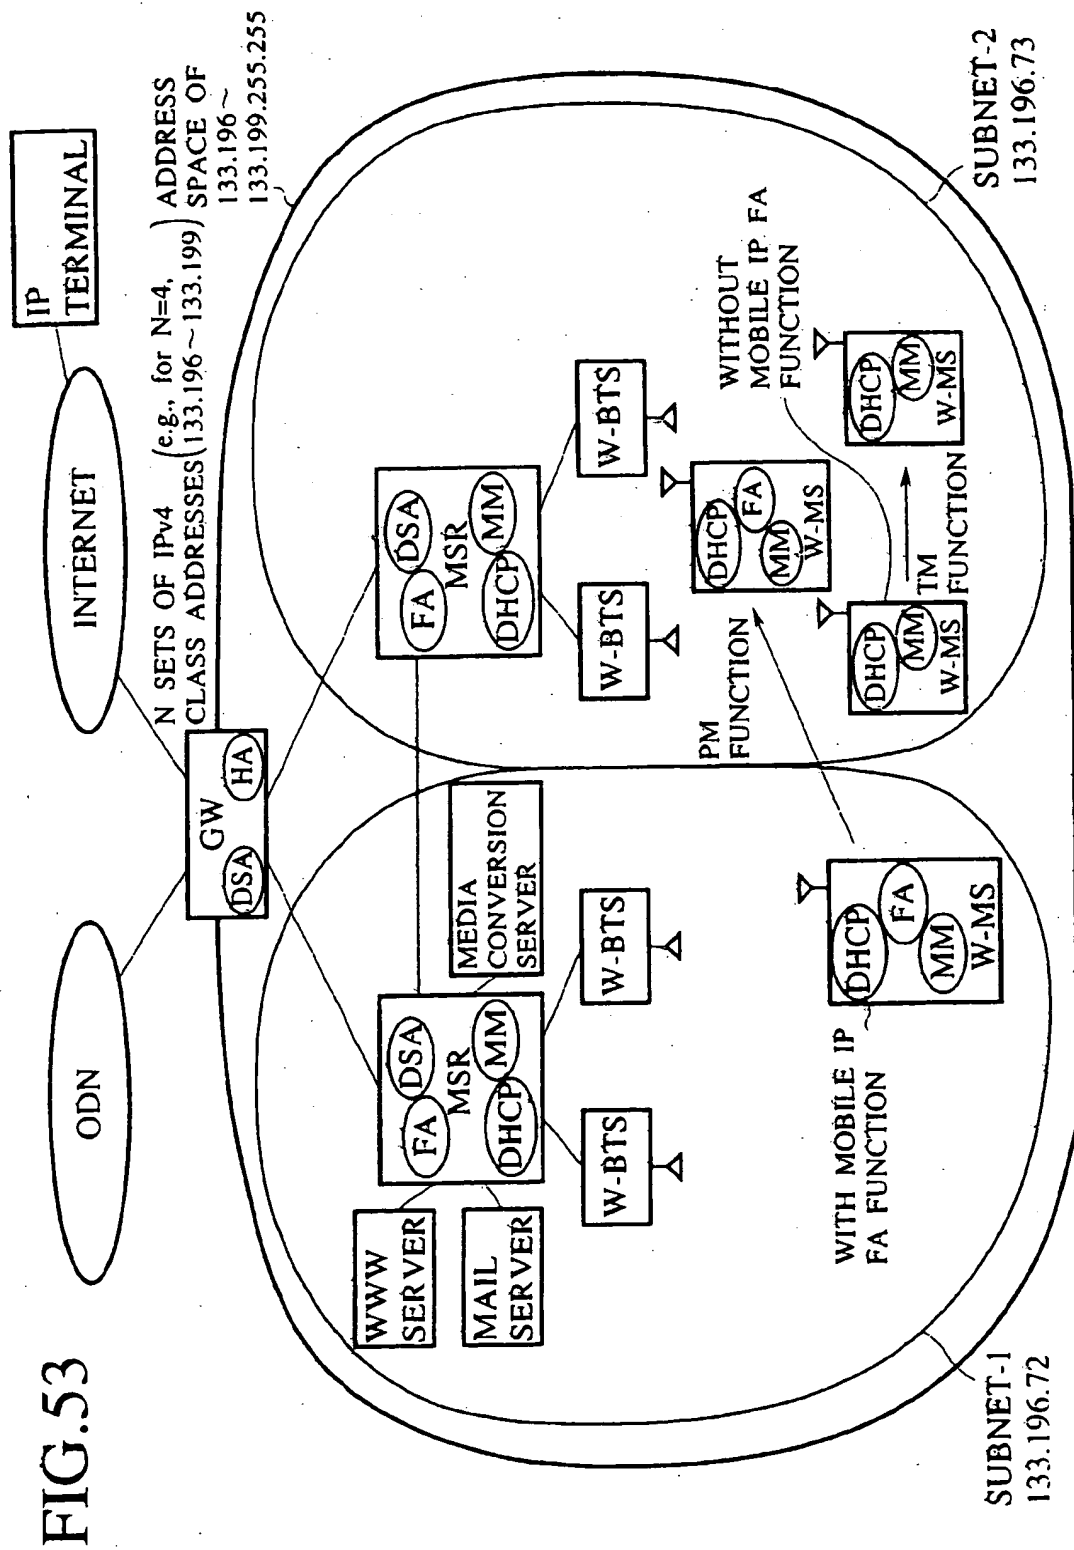 FIG.53
ODN
INTERNET
IP
TERMINAL
GW
DSA
HA
N SETS OF IPv4
CLASS ADDRESSES
(e.g., for N=4,
133.196~133.199)
ADDRESS
SPACE OF
133.196~
133.199.255.255
WWW
SERVER
MAIL
SERVER
FA
DSA
MSR
DHCP
MM
MEDIA
CONVERSION
SERVER
FA
DSA
MSR
DHCP
MM
W-BTS
W-BTS
W-BTS
W-BTS
WITH MOBILE IP
FA FUNCTION
DHCP
FA
MM
W-MS
PM
FUNCTION
DHCP
FA
MM
W-MS
WITHOUT
MOBILE IP FA
FUNCTION
DHCP
MM
W-MS
TM
FUNCTION
DHCP
MM
W-MS
SUBNET-1
133.196.72
SUBNET-2
133.196.73